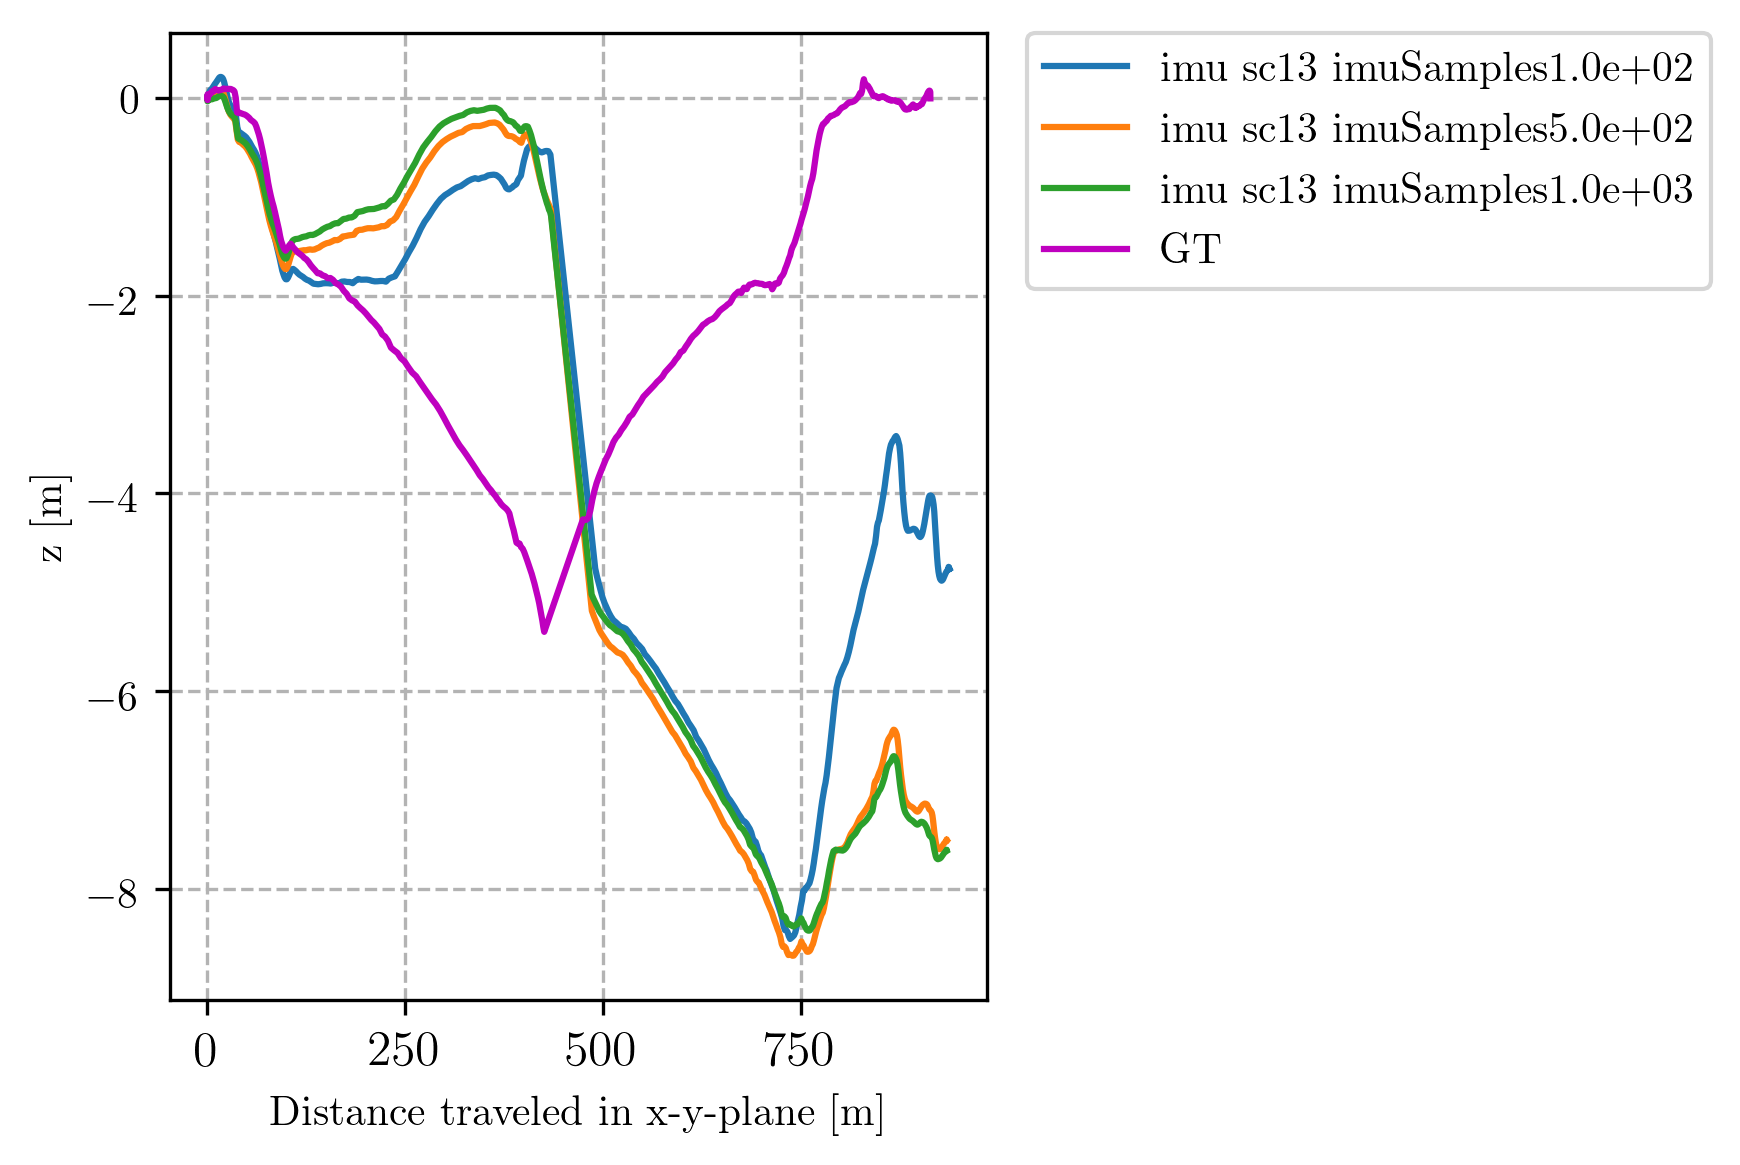 imu sc13 imuSamples1.0e+02
imu sc13 imuSamples5.0e+02
imu sc13 imuSamples1.0e+03
GT
z [m]
0
−2
−4
−6
−8
0 250 500 750
Distance traveled in x-y-plane [m]